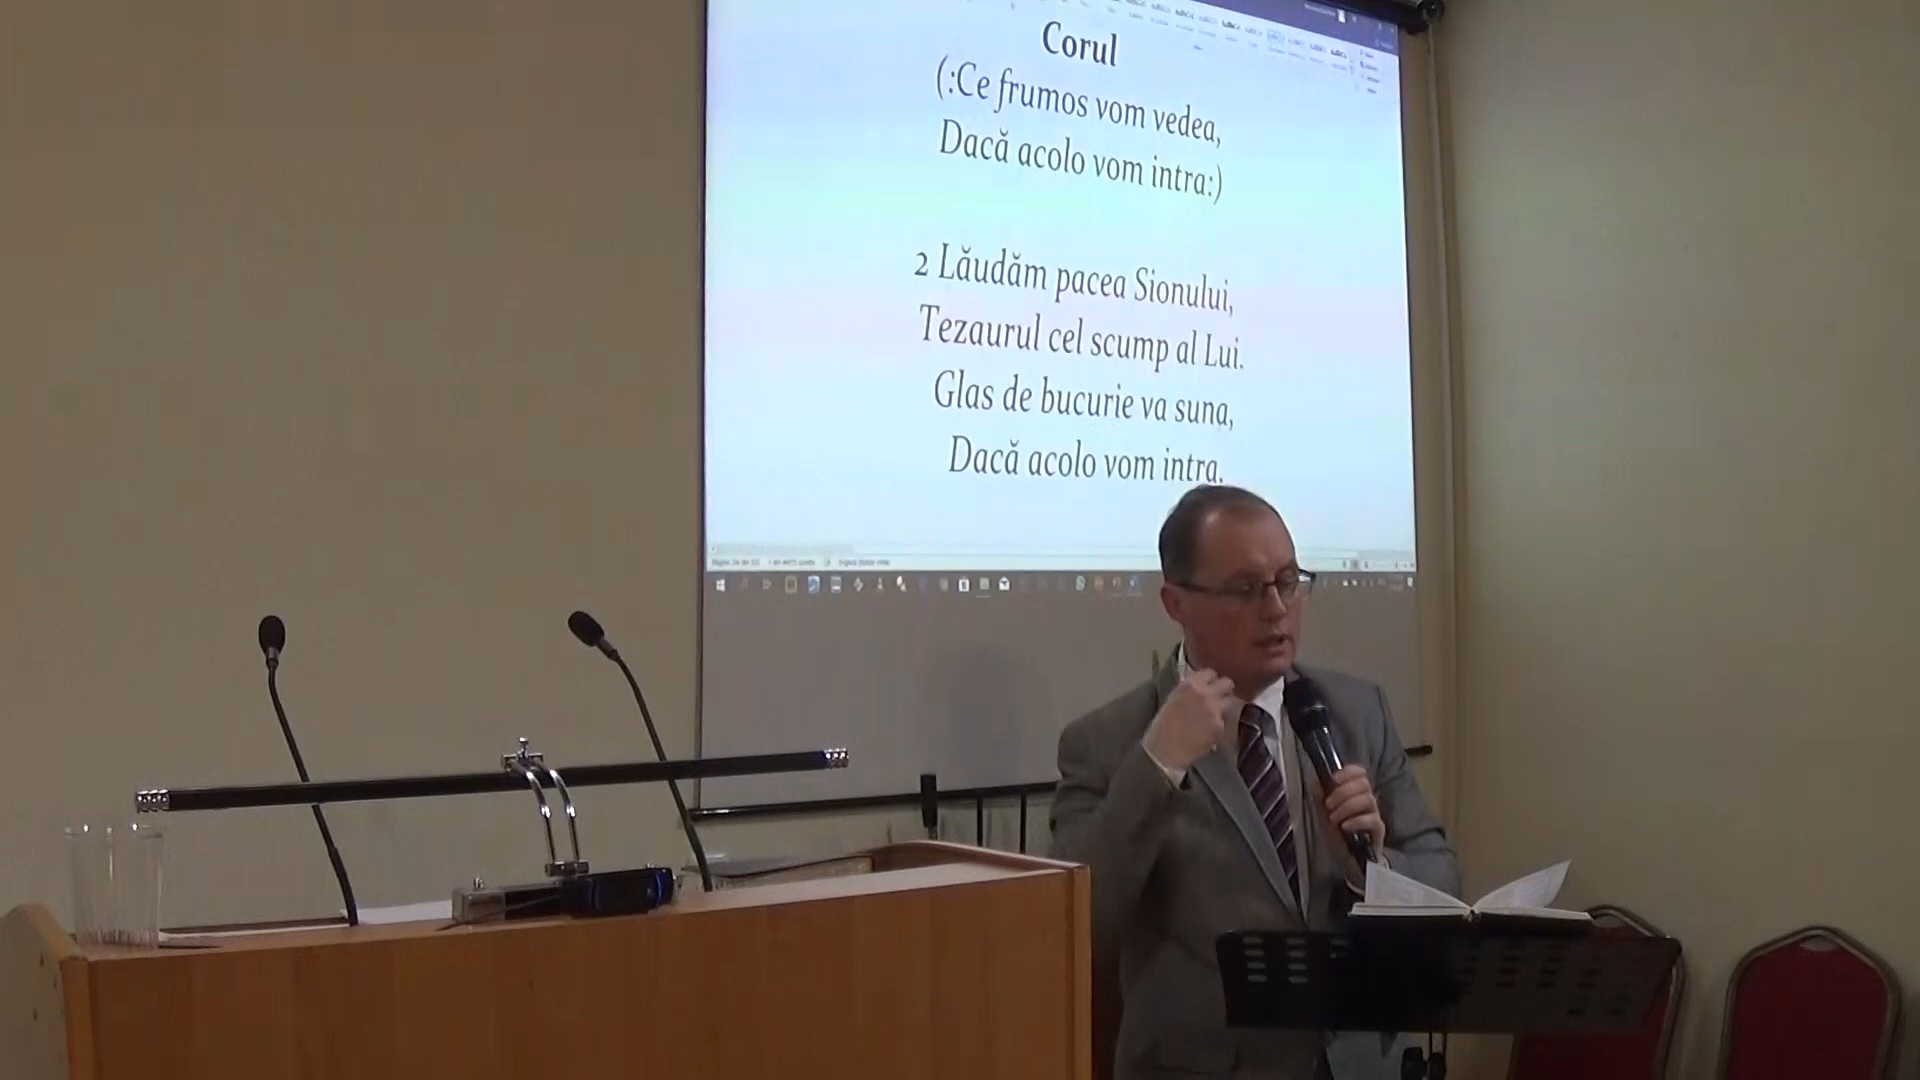 Corul
(:Ce frumos vom vedea,
Dacă acolo vom intra:)
2 Lăudăm pacea Sionului,
Tezaurul cel scump al Lui.
Glas de bucurie va suna,
Dacă acolo vom intra.